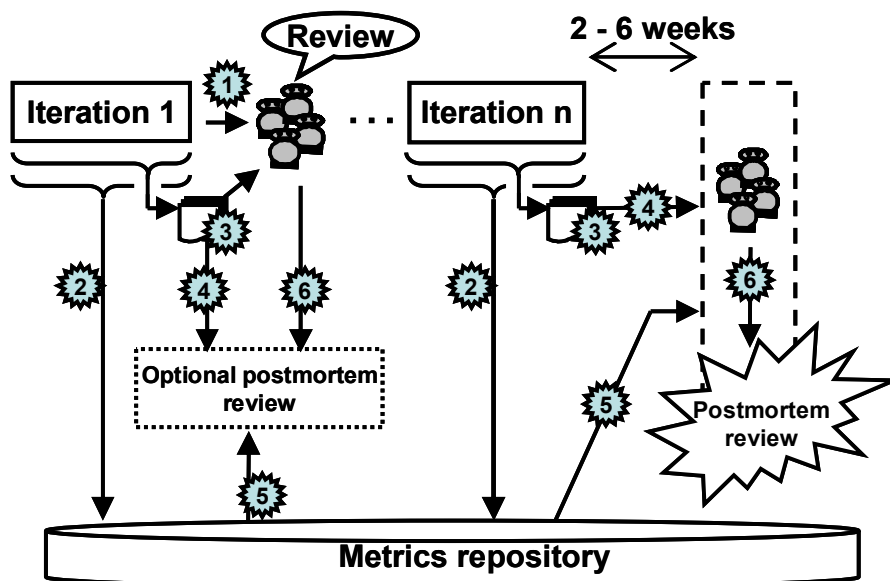 Review
2 - 6 weeks
1
Iteration 1
. . .
Iteration n
3
3
4
2
4
6
2
6
Optional postmortem
review
5
Postmortem
review
5
Metrics repository